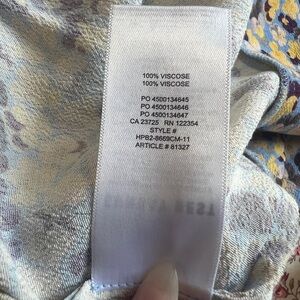 100% VISCOSE
100% VISCOSE
PO 4500134645
PO 4500134646
PO 4500134647
CA 23725 RN 122354
STYLE #
HPB2-8669CM-11
ARTICLE # 81327